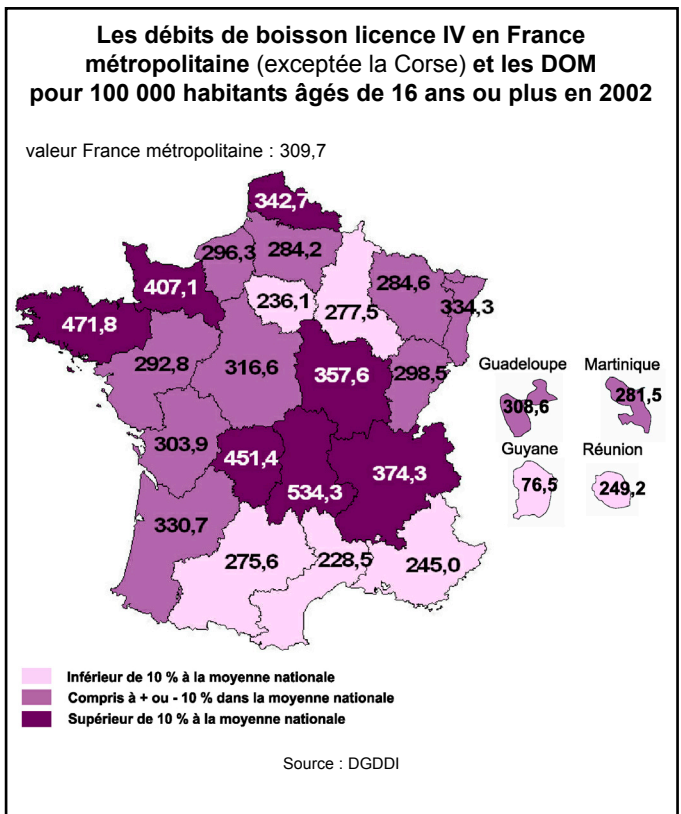 Les débits de boisson licence IV en France
métropolitaine (exceptée la Corse) et les DOM
pour 100 000 habitants âgés de 16 ans ou plus en 2002
valeur France métropolitaine : 309,7
342,7
296,3
284,2
407,1
236,1
277,5
284,6
334,3
471,8
292,8
316,6
357,6
298,5
Guadeloupe
Martinique
308,6
281,5
303,9
451,4
534,3
374,3
Guyane
Réunion
76,5
249,2
330,7
275,6
228,5
245,0
Inférieur de 10 % à la moyenne nationale
Compris à + ou - 10 % dans la moyenne nationale
Supérieur de 10 % à la moyenne nationale
Source : DGDDI